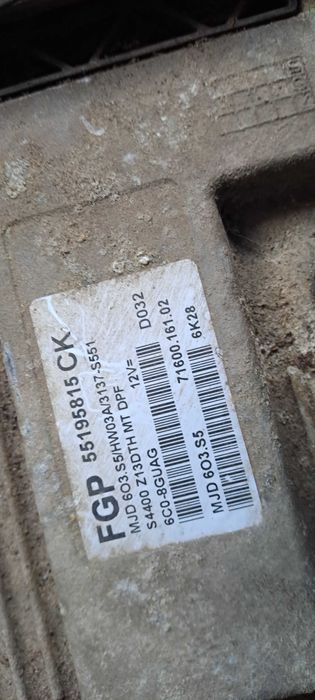 FGP 55195815 CK
MJD 6O3.S5/HW03A/3137-S551
S4400 Z13DTH MT DPF 12V= D032
6C0-8GUAG
71600.161.02
MJD 6O3.S5 6K28